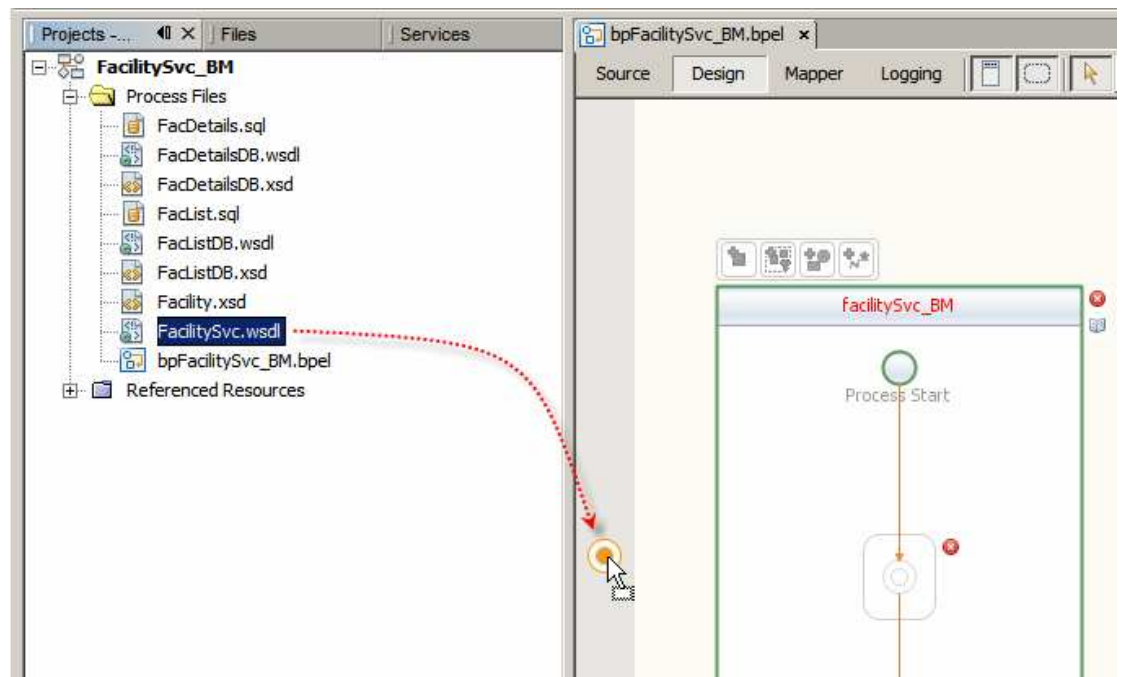 Projects -...
Files
Services
FacilitySvc_BM
Process Files
FacDetails.sql
FacDetailsDB.wsdl
FacDetailsDB.xsd
FacList.sql
FacListDB.wsdl
FacListDB.xsd
Facility.xsd
FacilitySvc.wsdl
bpFacilitySvc_BM.bpel
Referenced Resources
bpFacilitySvc_BM.bpel
Source Design Mapper Logging
facilitySvc_BM
Process Start